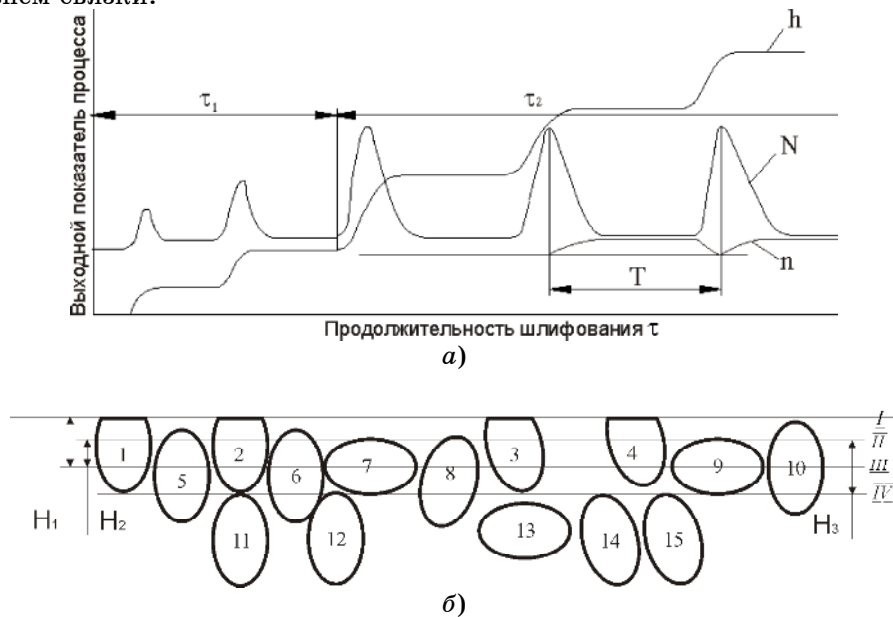 связки.
h
Выходной показатель процесса
τ₁
τ₂
N
n
T
Продолжительность шлифования τ
а)
I
II
III
IV
1
2
3
4
5
6
7
8
9
10
H₁
H₂
H₃
11
12
13
14
15
б)